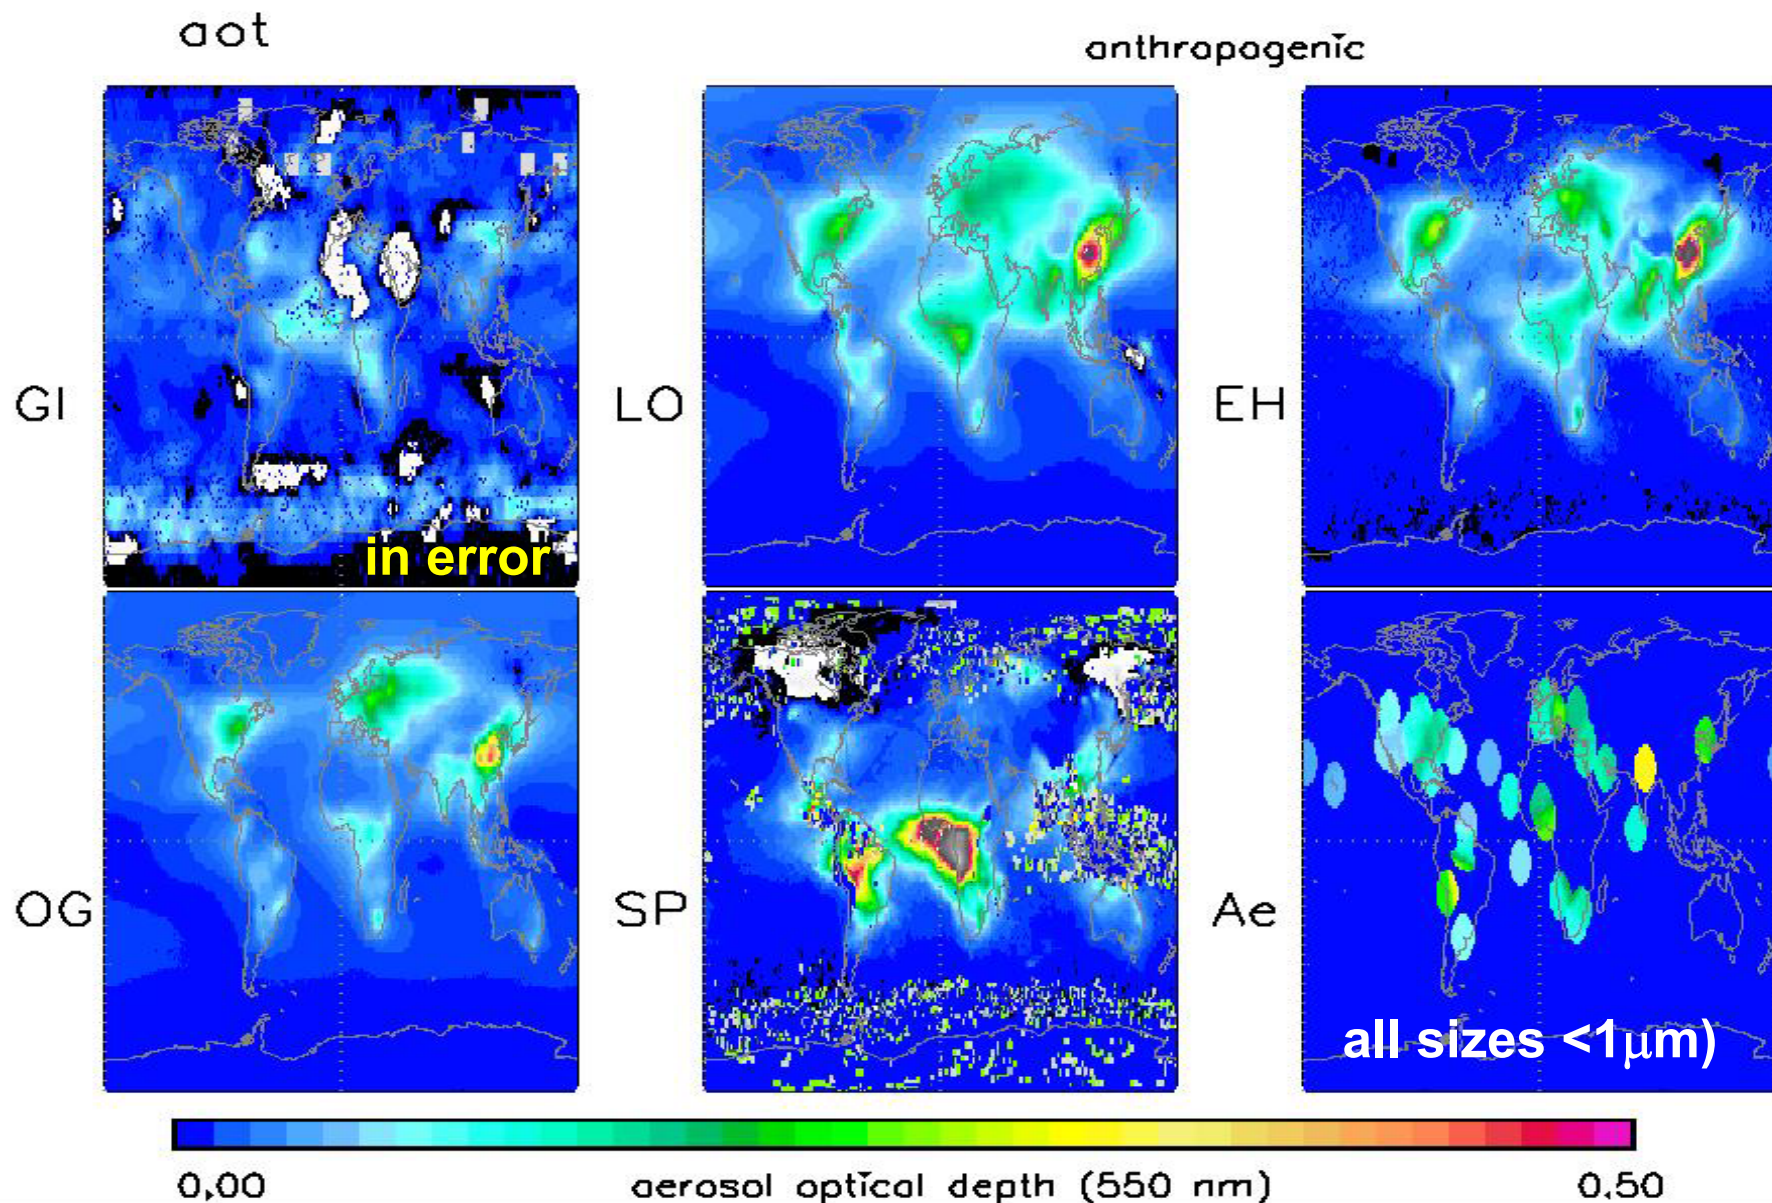 aot
anthropogenic
GI
LO
EH
in error
OG
SP
Ae
all sizes <1μm)
0,00
aerosol optical depth (550 nm)
0,50